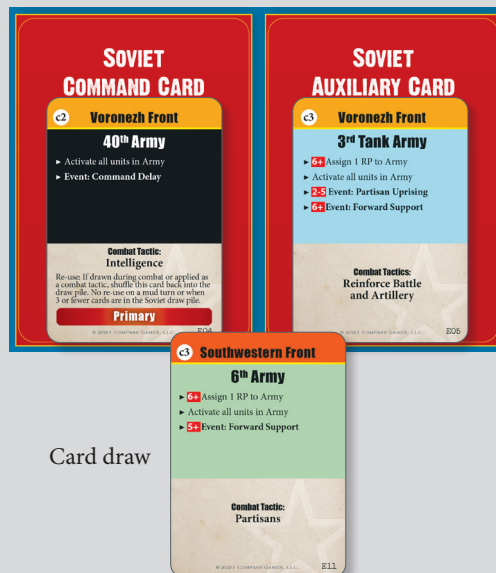 SOVIET
COMMAND CARD
c2 Voronezh Front
40th Army
► Activate all units in Army
► Event: Command Delay
Combat Tactic:
Intelligence
Re-use: If drawn during combat or applied as
a combat tactic, shuffle this card back into the
draw pile. No re-use on a mud turn or when
3 or fewer cards are in the Soviet draw pile.
Primary
© 2021 COMPASS GAMES, LLC. E04
SOVIET
AUXILIARY CARD
c3 Voronezh Front
3rd Tank Army
► 6+ Assign 1 RP to Army
► Activate all units in Army
► 2-5 Event: Partisan Uprising
► 6+ Event: Forward Support
Combat Tactics:
Reinforce Battle
and Artillery
© 2021 COMPASS GAMES, LLC. E05
c3 Southwestern Front
6th Army
► 6+ Assign 1 RP to Army
► Activate all units in Army
► 5+ Event: Forward Support
Card draw
Combat Tactic:
Partisans
© 2021 COMPASS GAMES, LLC. E11